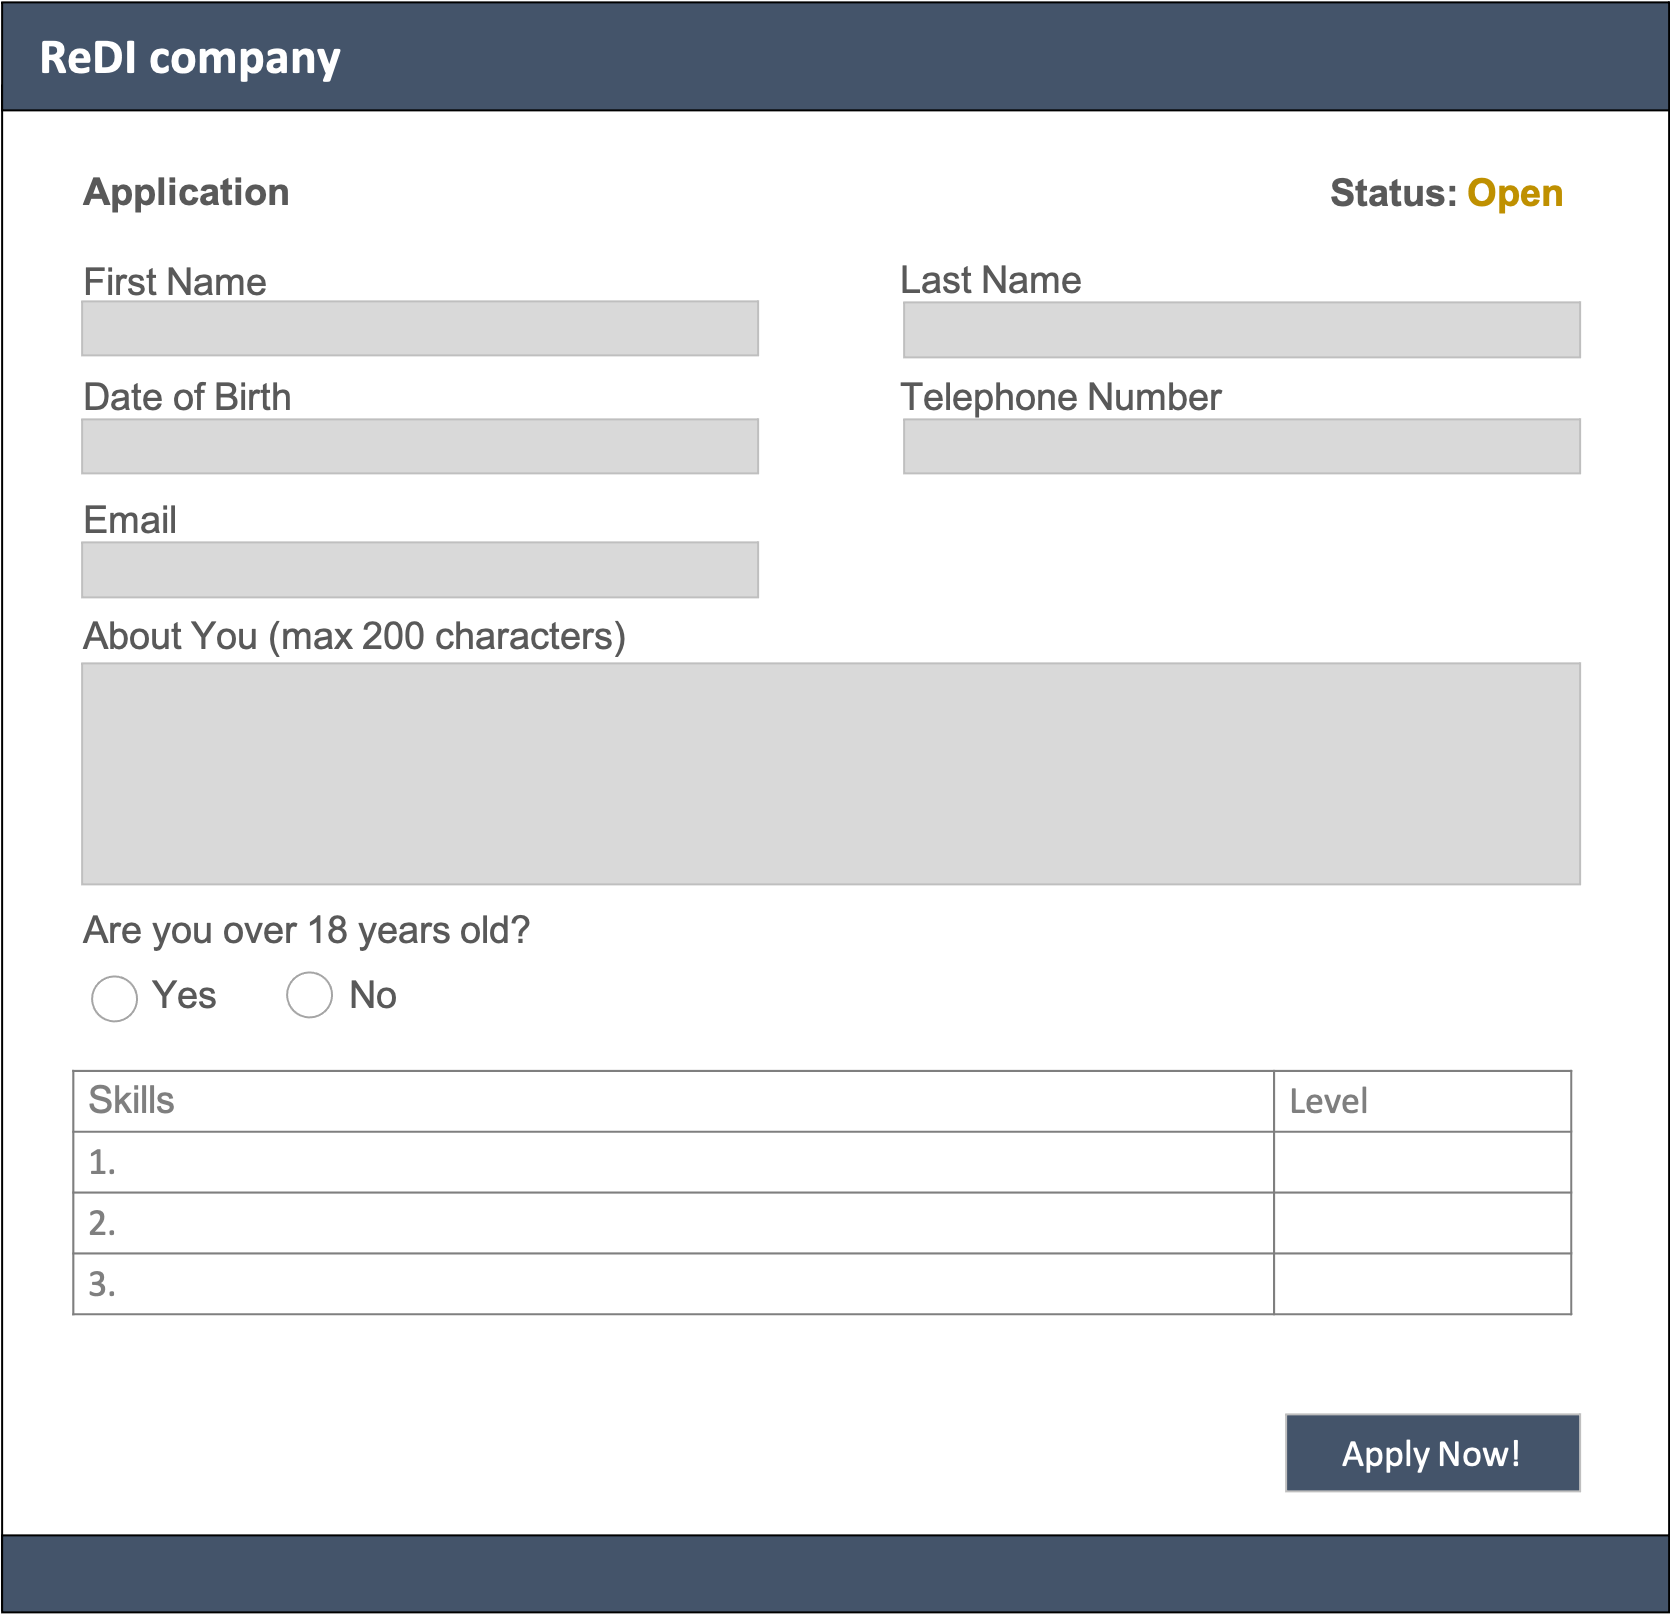 ReDI company
Application
Status: Open
First Name
Last Name
Date of Birth
Telephone Number
Email
About You (max 200 characters)
Are you over 18 years old?
Yes
No
Skills
Level
1.
2.
3.
Apply Now!